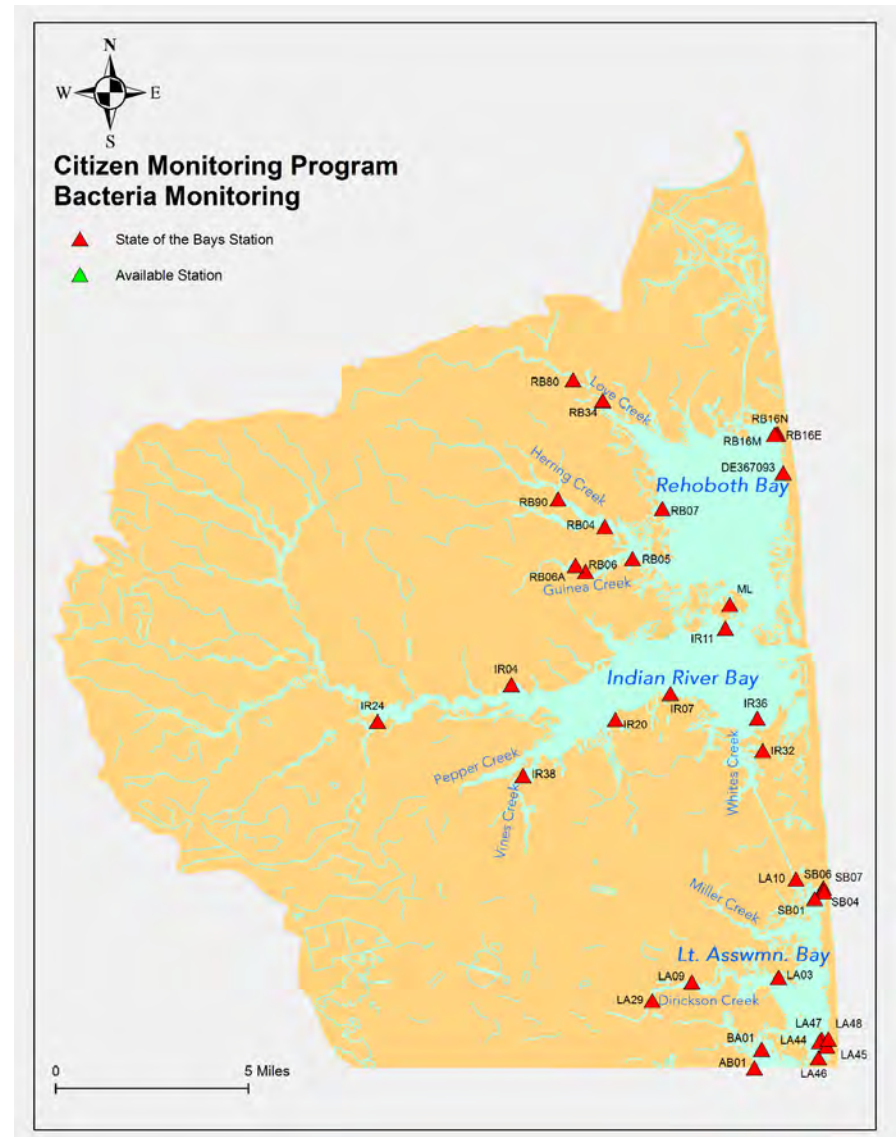 N
W E
S
Citizen Monitoring Program
Bacteria Monitoring
State of the Bays Station
Available Station
RB80
Love Creek
RB34
RB16N
RB16M
RB16E
DE367093
Rehoboth Bay
Herring Creek
RB90
RB07
RB04
RB05
RB06
RB06A
Guinea Creek
ML
IR11
IR04
Indian River Bay
IR24
IR07
IR36
IR20
IR32
Pepper Creek
IR38
Whites Creek
Vines Creek
LA10
SB06
SB07
SB04
SB01
Miller Creek
Lt. Asswmn. Bay
LA09
LA03
LA29
Dirickson Creek
LA47
LA48
LA44
BA01
LA45
AB01
LA46
0 5 Miles